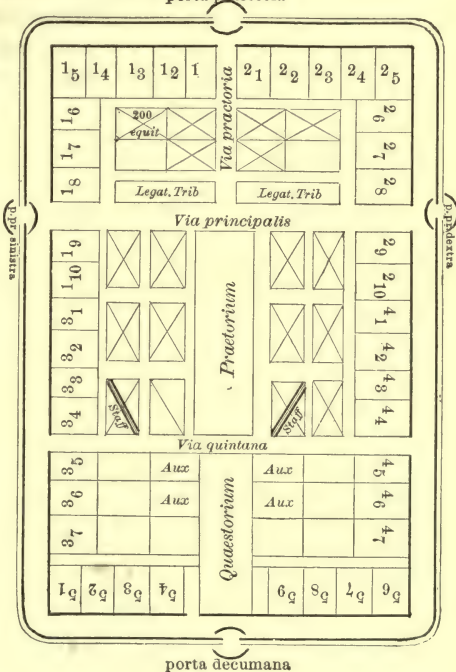 1₅ 1₄ 1₃ 1₂ 1 2₁ 2₂ 2₃ 2₄ 2₅
Via praetoria
1₆ 2₆
200
equit
1₇ 2₇
1₈ 2₈
Legat. Trib Legat. Trib
p.pr. sinistra
Via principalis
p.pr. dextra
1₉ 2₉
1₁₀ 2₁₀
Praetorium
3₁ 4₁
3₂ 4₂
3₃ 4₃
Staff Staff
3₄ 4₄
Via quintana
3₅ Aux Aux 4₅
3₆ Aux Aux 4₆
Quaestorium
3₇ 4₇
5₁ 5₂ 5₃ 5₄ 5₉ 5₈ 5₇ 5₆
porta decumana